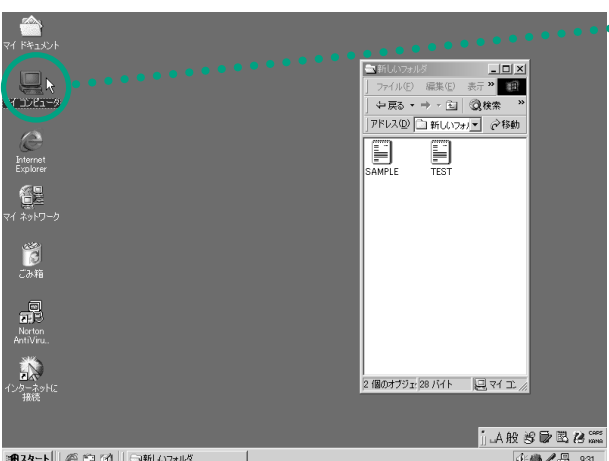 マイ ドキュメント
マイ コンピュータ
Internet
Explorer
マイ ネットワーク
ごみ箱
Norton
AntiViru...
インターネットに
接続
新しいフォルダ
ファイル(F) 編集(E) 表示 »
戻る 検索 »
アドレス(D) 新しいフォル 移動
SAMPLE TEST
2 個のオブジェ 28 バイト マイ コ
A 般 CAPS
KANA
スタート 新しいフォルダ 9:31